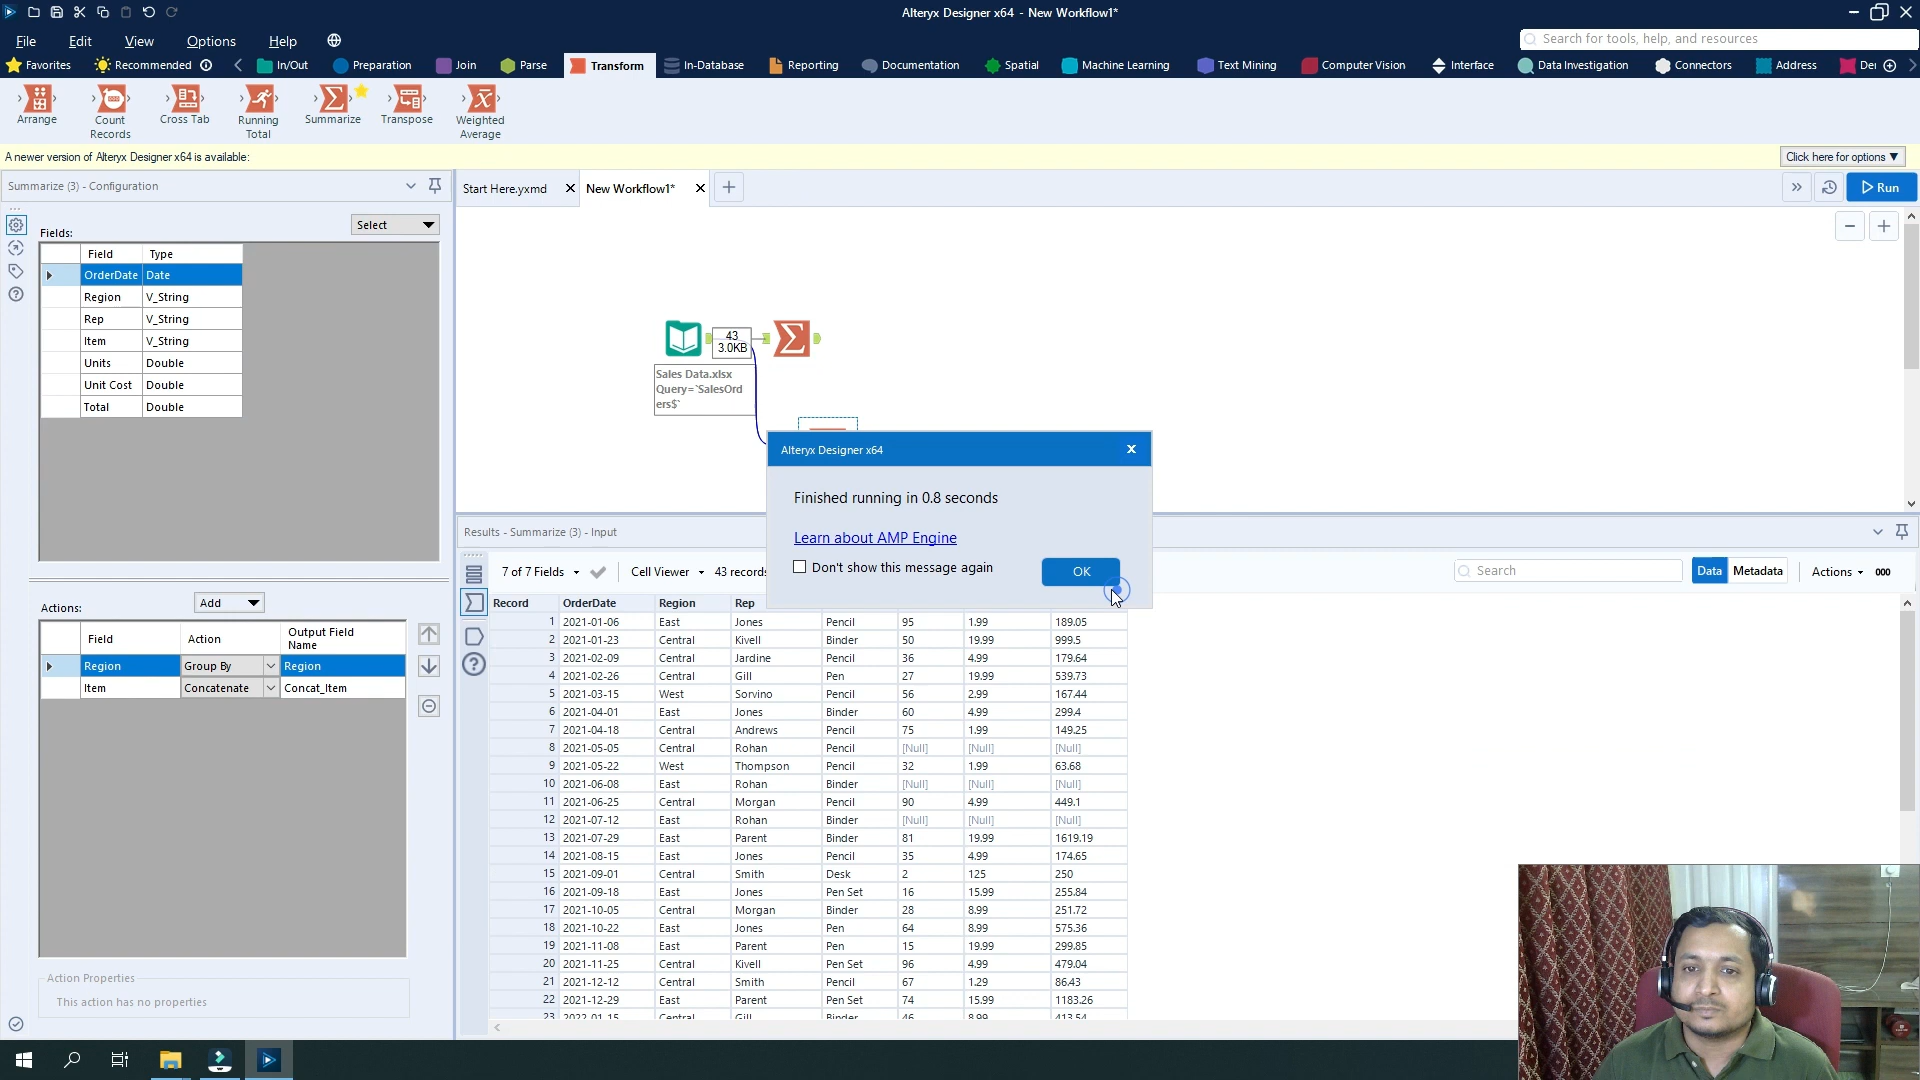 Alteryx Designer x64 - New Workflow1*
File Edit View Options Help
Search for tools, help, and resources
Favorites Recommended In/Out Preparation Join Parse Transform In-Database Reporting Documentation Spatial Machine Learning Text Mining Computer Vision Interface Data Investigation Connectors Address
Arrange Count Records Cross Tab Running Total Summarize Transpose Weighted Average
A newer version of Alteryx Designer x64 is available:
Click here for options ▼
Summarize (3) - Configuration
Start Here.yxmd
New Workflow1*
Run
Select
Fields:
Field Type
OrderDate Date
Region V_String
Rep V_String
Item V_String
Units Double
Unit Cost Double
Total Double
43
3.0KB
Sales Data.xlsx
Query=`SalesOrd
ers$`
Alteryx Designer x64
Finished running in 0.8 seconds
Learn about AMP Engine
Don't show this message again
OK
Actions:
Add
Field Action Output Field Name
Region Group By Region
Item Concatenate Concat_Item
Action Properties
This action has no properties
Results - Summarize (3) - Input
7 of 7 Fields Cell Viewer 43 records
Search
Data Metadata Actions 000
Record OrderDate Region Rep
1 2021-01-06 East Jones Pencil 95 1.99 189.05
2 2021-01-23 Central Kivell Binder 50 19.99 999.5
3 2021-02-09 Central Jardine Pencil 36 4.99 179.64
4 2021-02-26 Central Gill Pen 27 19.99 539.73
5 2021-03-15 West Sorvino Pencil 56 2.99 167.44
6 2021-04-01 East Jones Binder 60 4.99 299.4
7 2021-04-18 Central Andrews Pencil 75 1.99 149.25
8 2021-05-05 Central Rohan Pencil [Null] [Null] [Null]
9 2021-05-22 West Thompson Pencil 32 1.99 63.68
10 2021-06-08 East Rohan Binder [Null] [Null] [Null]
11 2021-06-25 Central Morgan Pencil 90 4.99 449.1
12 2021-07-12 East Rohan Binder [Null] [Null] [Null]
13 2021-07-29 East Parent Binder 81 19.99 1619.19
14 2021-08-15 East Jones Pencil 35 4.99 174.65
15 2021-09-01 Central Smith Desk 2 125 250
16 2021-09-18 East Jones Pen Set 16 15.99 255.84
17 2021-10-05 Central Morgan Binder 28 8.99 251.72
18 2021-10-22 East Jones Pen 64 8.99 575.36
19 2021-11-08 East Parent Pen 15 19.99 299.85
20 2021-11-25 Central Kivell Pen Set 96 4.99 479.04
21 2021-12-12 Central Smith Pencil 67 1.29 86.43
22 2021-12-29 East Parent Pen Set 74 15.99 1183.26
23 2022-01-15 Central Gill Binder 46 8.99 413.54